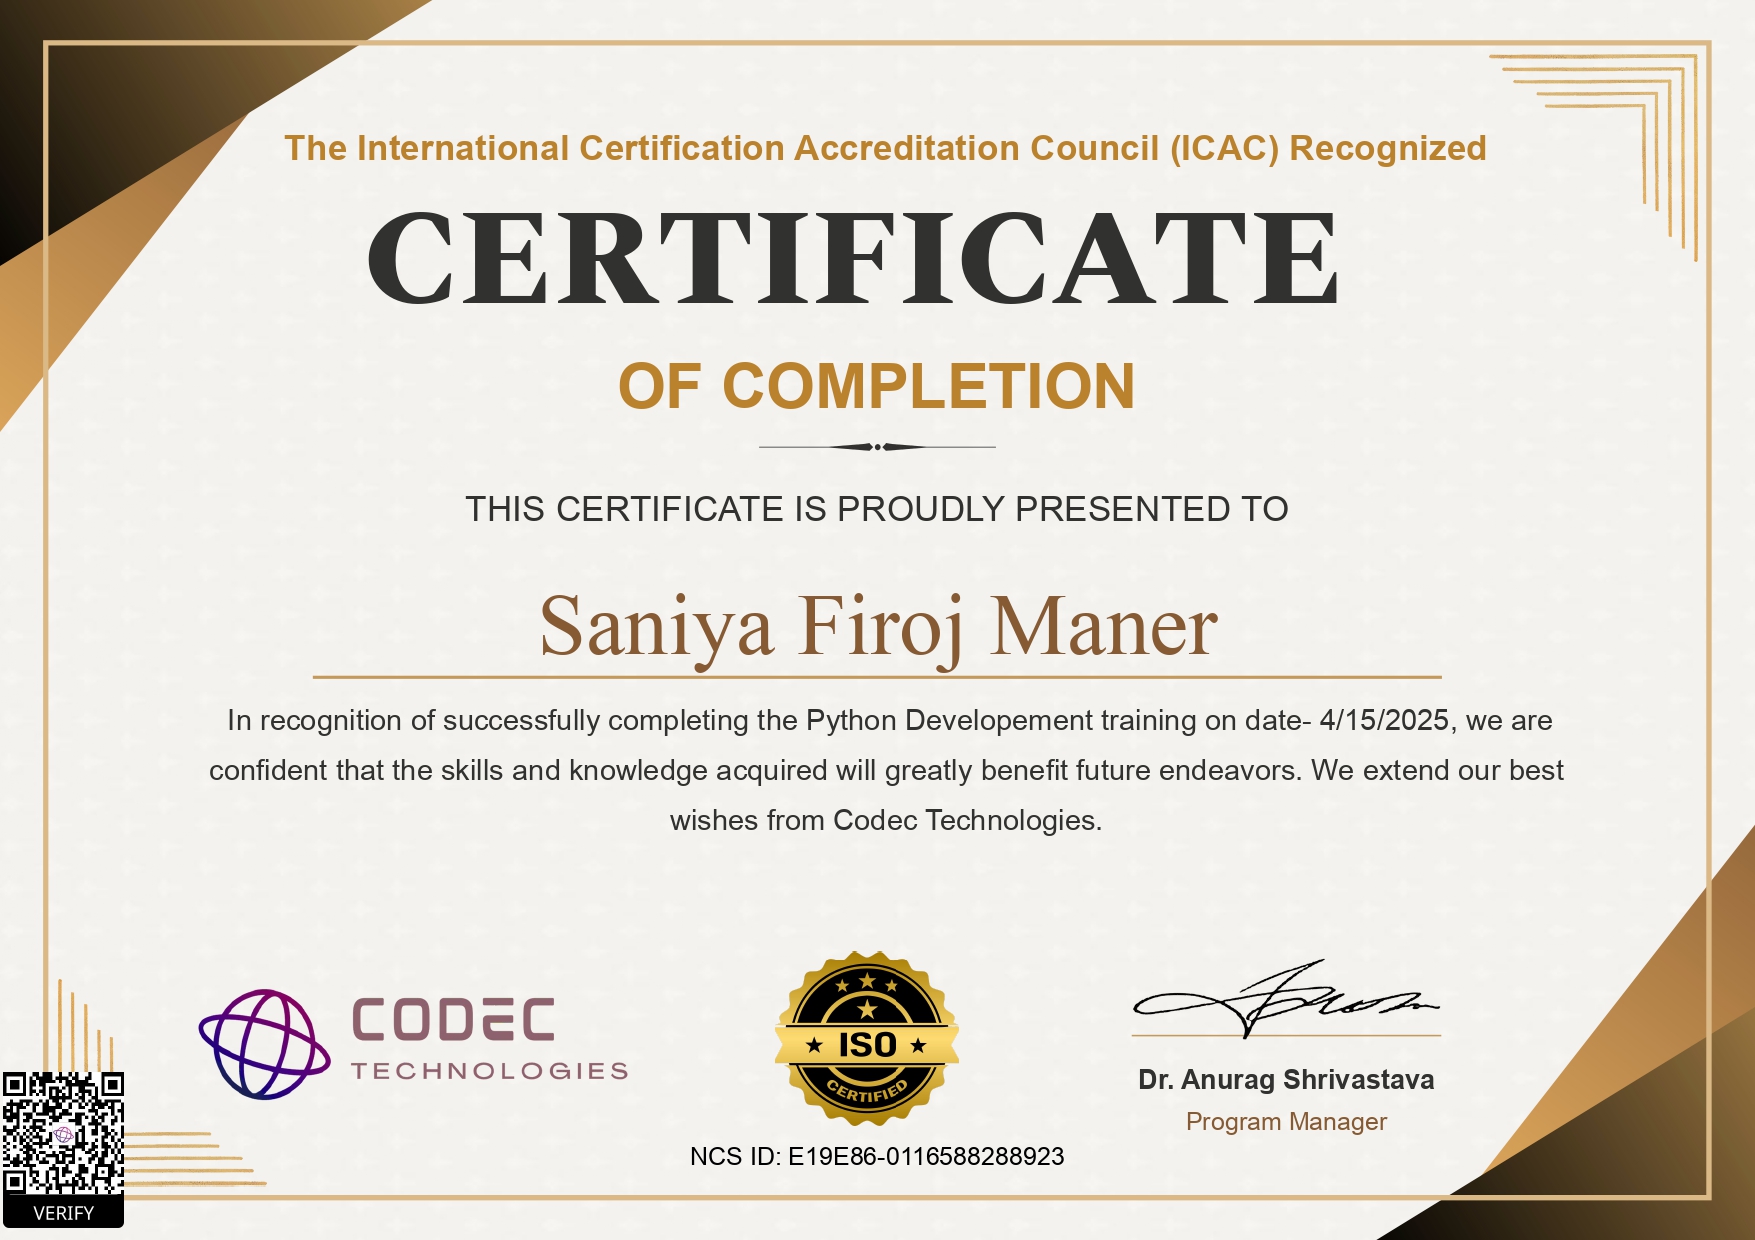 The International Certification Accreditation Council (ICAC) Recognized
CERTIFICATE
OF COMPLETION
THIS CERTIFICATE IS PROUDLY PRESENTED TO
Saniya Firoj Maner
In recognition of successfully completing the Python Developement training on date- 4/15/2025, we are
confident that the skills and knowledge acquired will greatly benefit future endeavors. We extend our best
wishes from Codec Technologies.
CODEC
TECHNOLOGIES
ISO
CERTIFIED
Dr. Anurag Shrivastava
Program Manager
NCS ID: E19E86-0116588288923
VERIFY